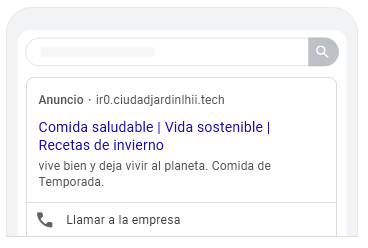 Anuncio · ir0.ciudadjardinlhii.tech
Comida saludable | Vida sostenible |
Recetas de invierno
vive bien y deja vivir al planeta. Comida de
Temporada.
Llamar a la empresa